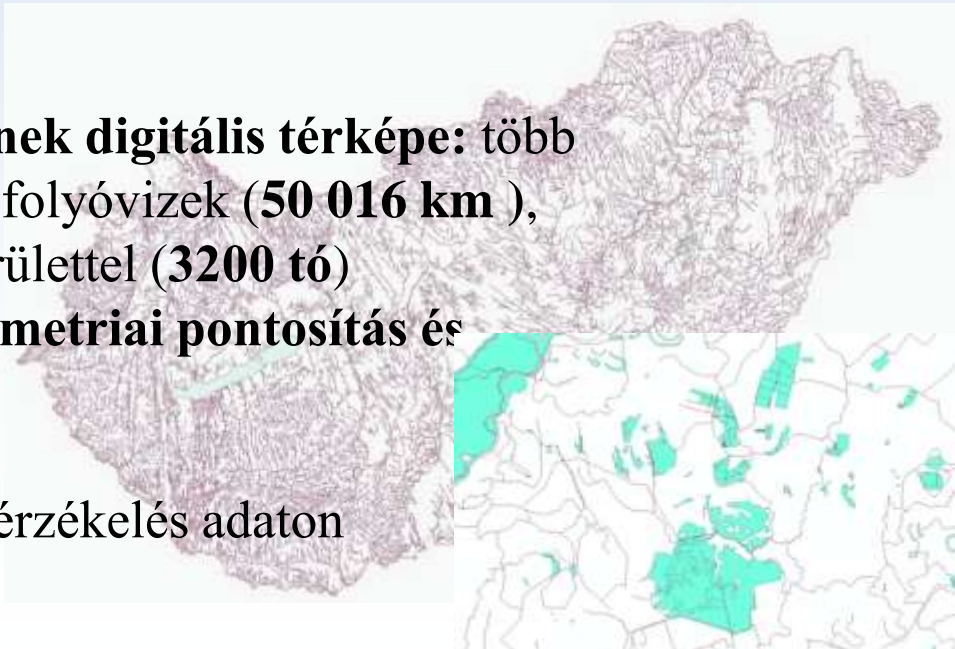 nek digitális térképe: több
folyóvizek (50 016 km ),
rülettel (3200 tó)
metriai pontosítás és
érzékelés adaton